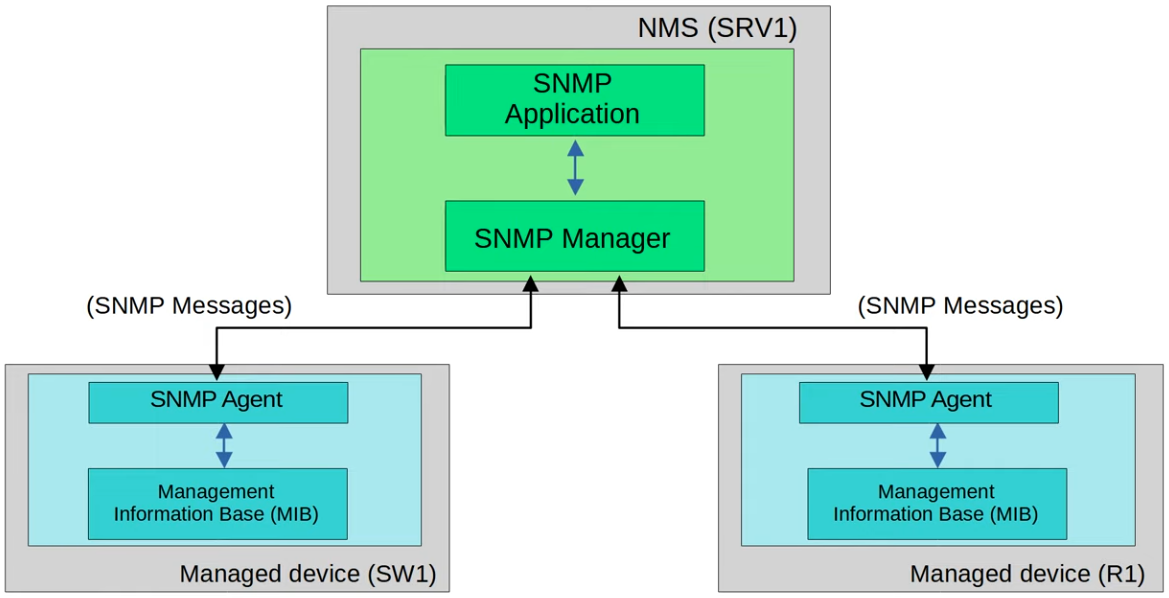 NMS (SRV1)
SNMP
Application
SNMP Manager
(SNMP Messages)
(SNMP Messages)
SNMP Agent
Management
Information Base (MIB)
Managed device (SW1)
SNMP Agent
Management
Information Base (MIB)
Managed device (R1)